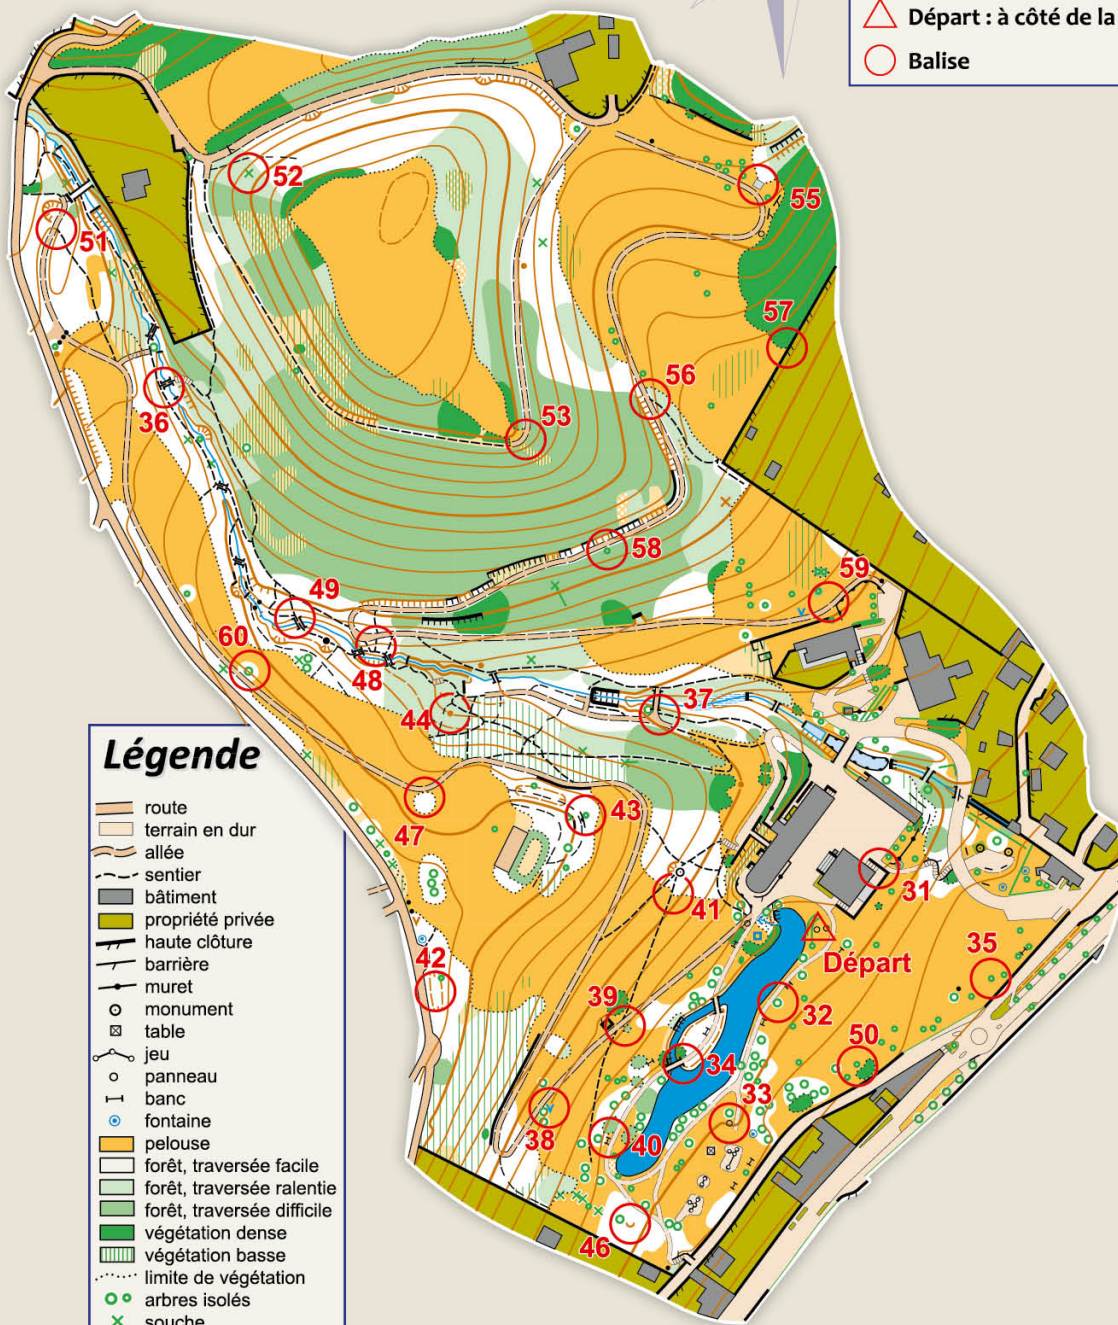 Départ : à côté de la
Balise
52
55
51
57
56
36
53
58
59
49
60
48
37
44
Légende
route
terrain en dur
allée
sentier
bâtiment
propriété privée
haute clôture
barrière
muret
monument
table
jeu
panneau
banc
fontaine
pelouse
forêt, traversée facile
forêt, traversée ralentie
forêt, traversée difficile
végétation dense
végétation basse
limite de végétation
arbres isolés
souche
47
43
41
31
Départ
35
42
39
32
34
50
33
38
40
46